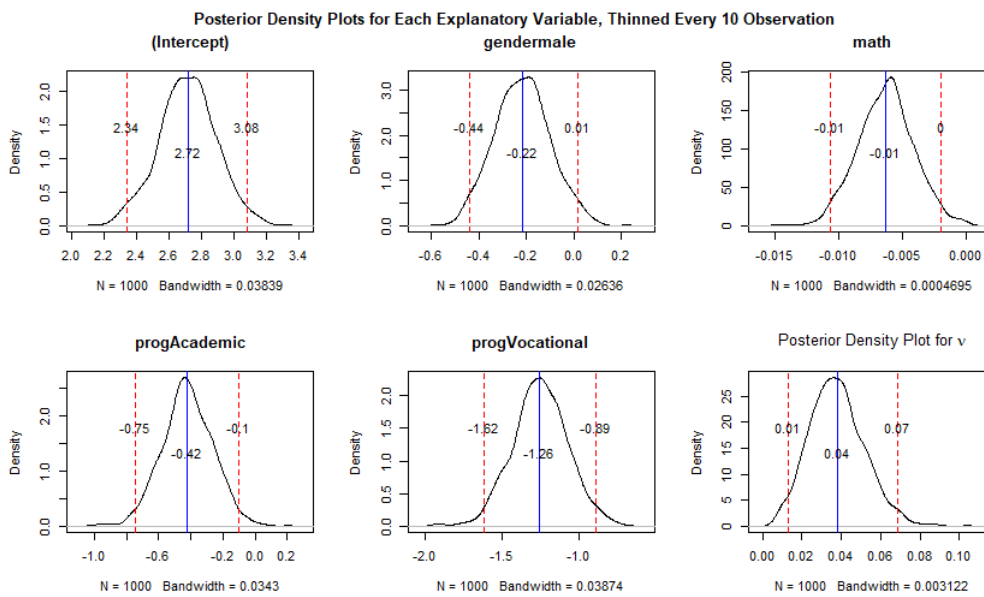 Posterior Density Plots for Each Explanatory Variable, Thinned Every 10 Observation
(Intercept)
Density
0.0 0.5 1.0 1.5 2.0
2.34
3.08
2.72
2.0 2.2 2.4 2.6 2.8 3.0 3.2 3.4
N = 1000 Bandwidth = 0.03839
gendermale
Density
0.0 1.0 2.0 3.0
-0.44
0.01
-0.22
-0.6 -0.4 -0.2 0.0 0.2
N = 1000 Bandwidth = 0.02636
math
Density
0 50 100 150 200
-0.01
0
-0.01
-0.015 -0.010 -0.005 0.000
N = 1000 Bandwidth = 0.0004695
progAcademic
Density
0.0 1.0 2.0
-0.75
-0.1
-0.42
-1.0 -0.6 -0.2 0.0 0.2
N = 1000 Bandwidth = 0.0343
progVocational
Density
0.0 0.5 1.0 1.5 2.0
-1.62
-0.89
-1.26
-2.0 -1.5 -1.0
N = 1000 Bandwidth = 0.03874
Posterior Density Plot for ν
Density
0 5 10 15 20 25
0.01
0.07
0.04
0.00 0.02 0.04 0.06 0.08 0.10
N = 1000 Bandwidth = 0.003122